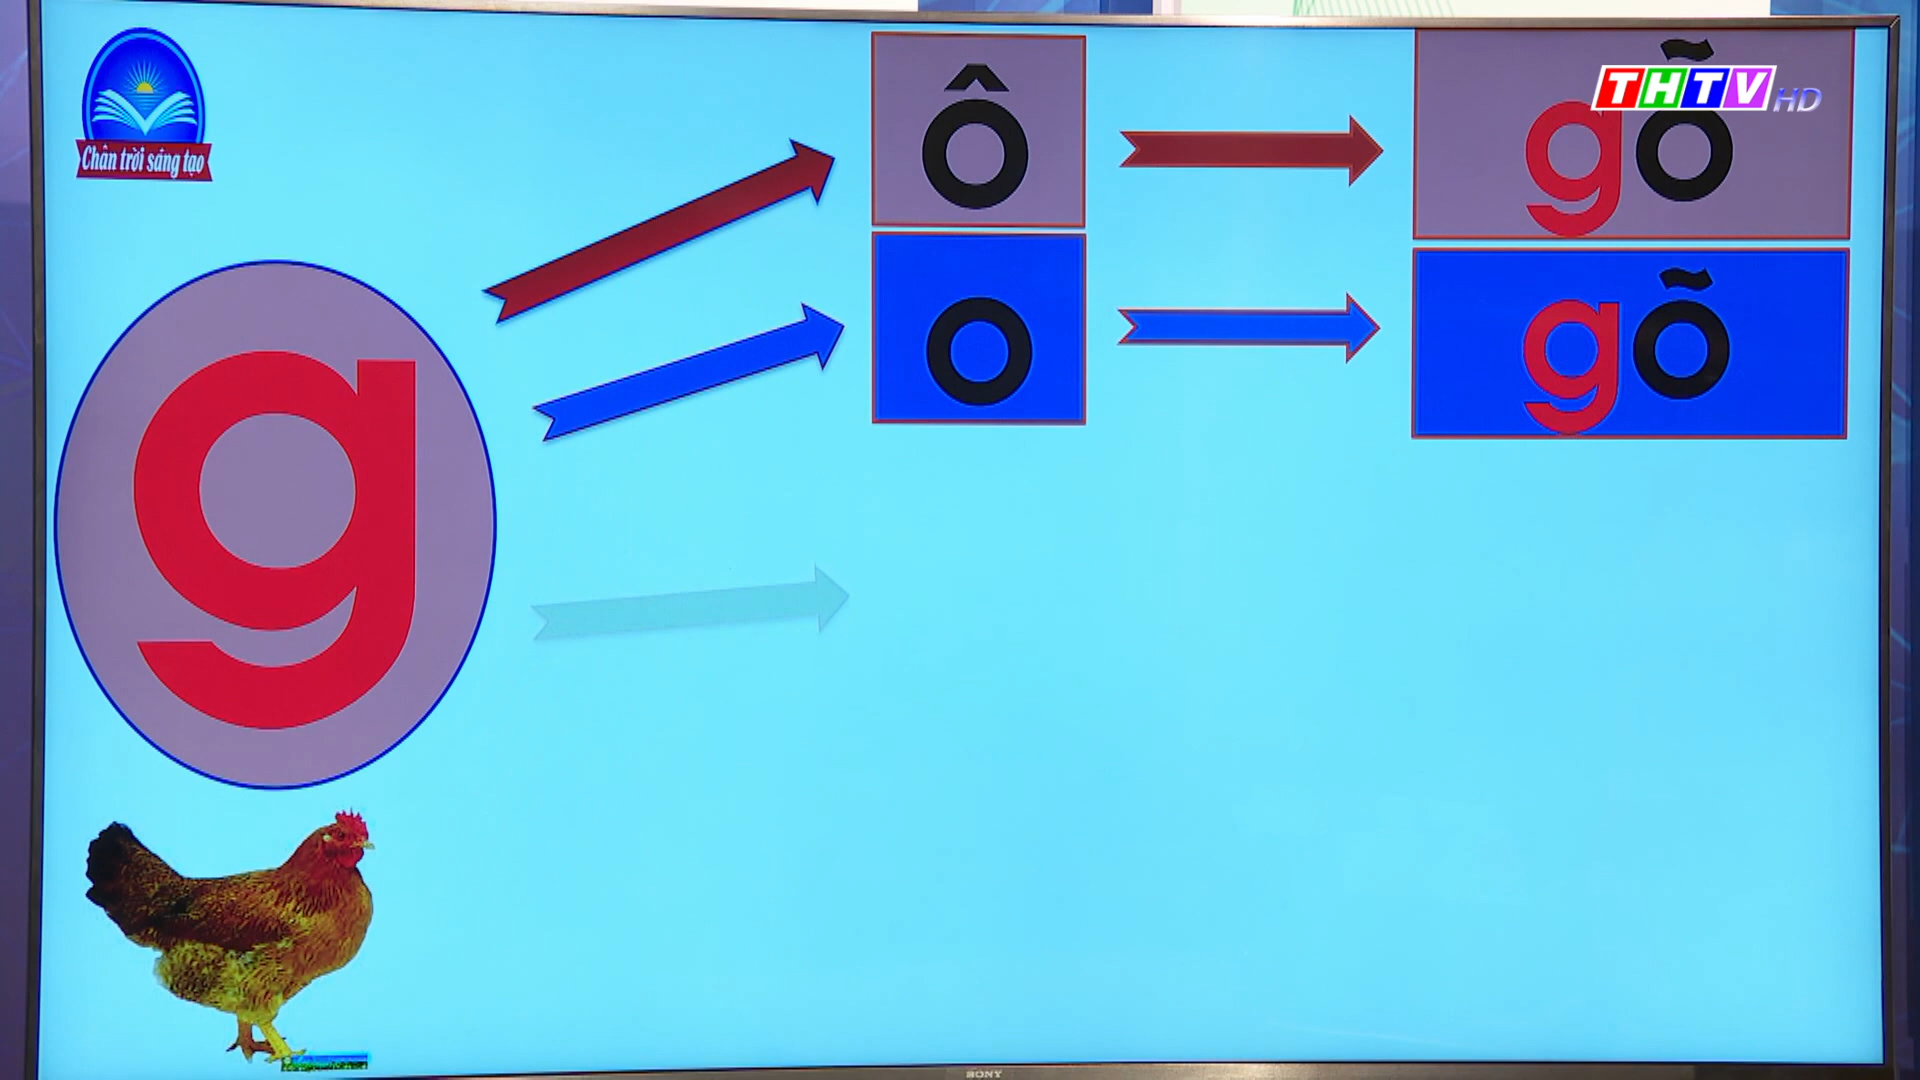 Chân trời sáng tạo
g
ô
gỗ
THTV HD
o
gõ
SONY